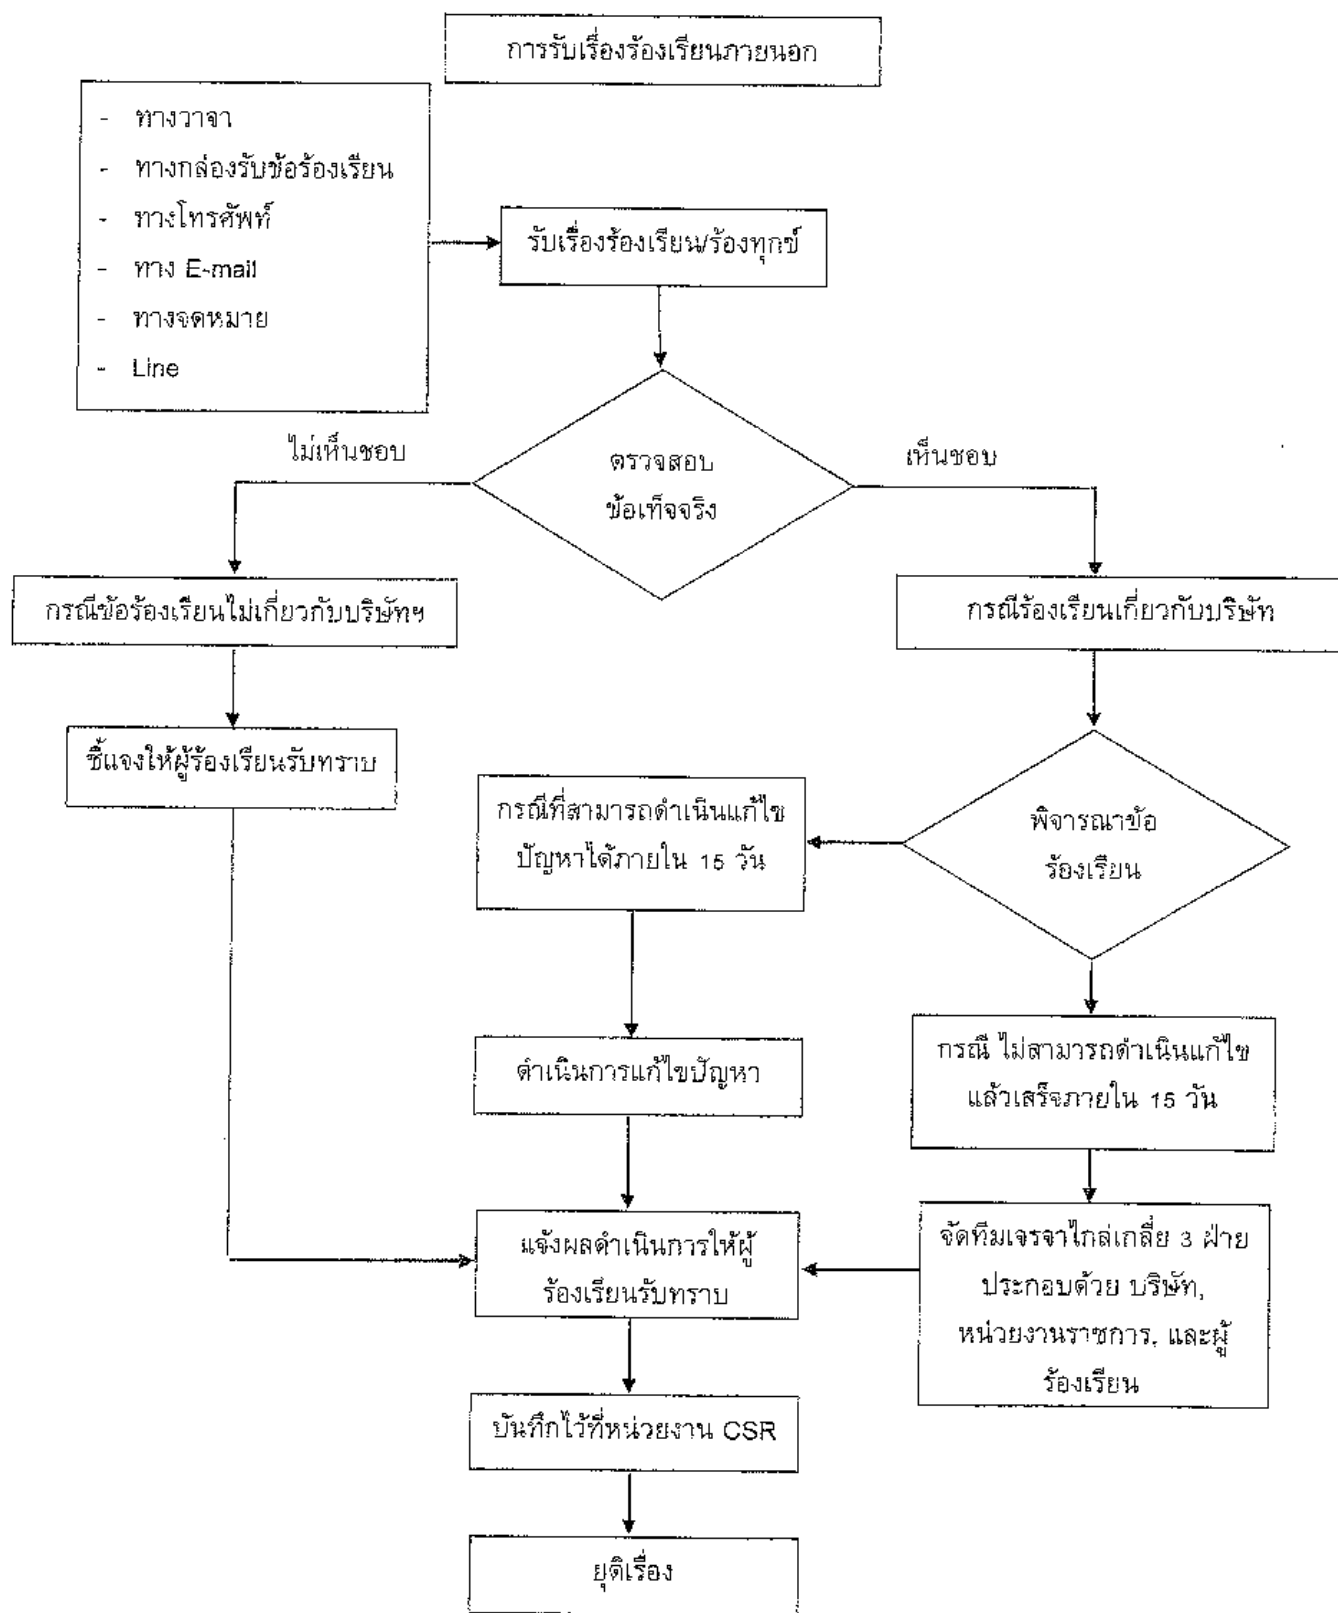 การรับเรื่องร้องเรียนภายนอก
- ทางวาจา
- ทางกล่องรับข้อร้องเรียน
- ทางโทรศัพท์
- ทาง E-mail
- ทางจดหมาย
- Line
รับเรื่องร้องเรียน/ร้องทุกข์
ไม่เห็นชอบ
ตรวจสอบ
ข้อเท็จจริง
เห็นชอบ
กรณีข้อร้องเรียนไม่เกี่ยวกับบริษัทฯ
กรณีร้องเรียนเกี่ยวกับบริษัท
ชี้แจงให้ผู้ร้องเรียนรับทราบ
กรณีที่สามารถดำเนินแก้ไข
ปัญหาได้ภายใน 15 วัน
พิจารณาข้อ
ร้องเรียน
ดำเนินการแก้ไขปัญหา
กรณี ไม่สามารถดำเนินแก้ไข
แล้วเสร็จภายใน 15 วัน
แจ้งผลดำเนินการให้ผู้
ร้องเรียนรับทราบ
จัดทีมเจรจาไกล่เกลี่ย 3 ฝ่าย
ประกอบด้วย บริษัท,
หน่วยงานราชการ, และผู้
ร้องเรียน
บันทึกไว้ที่หน่วยงาน CSR
ยุติเรื่อง